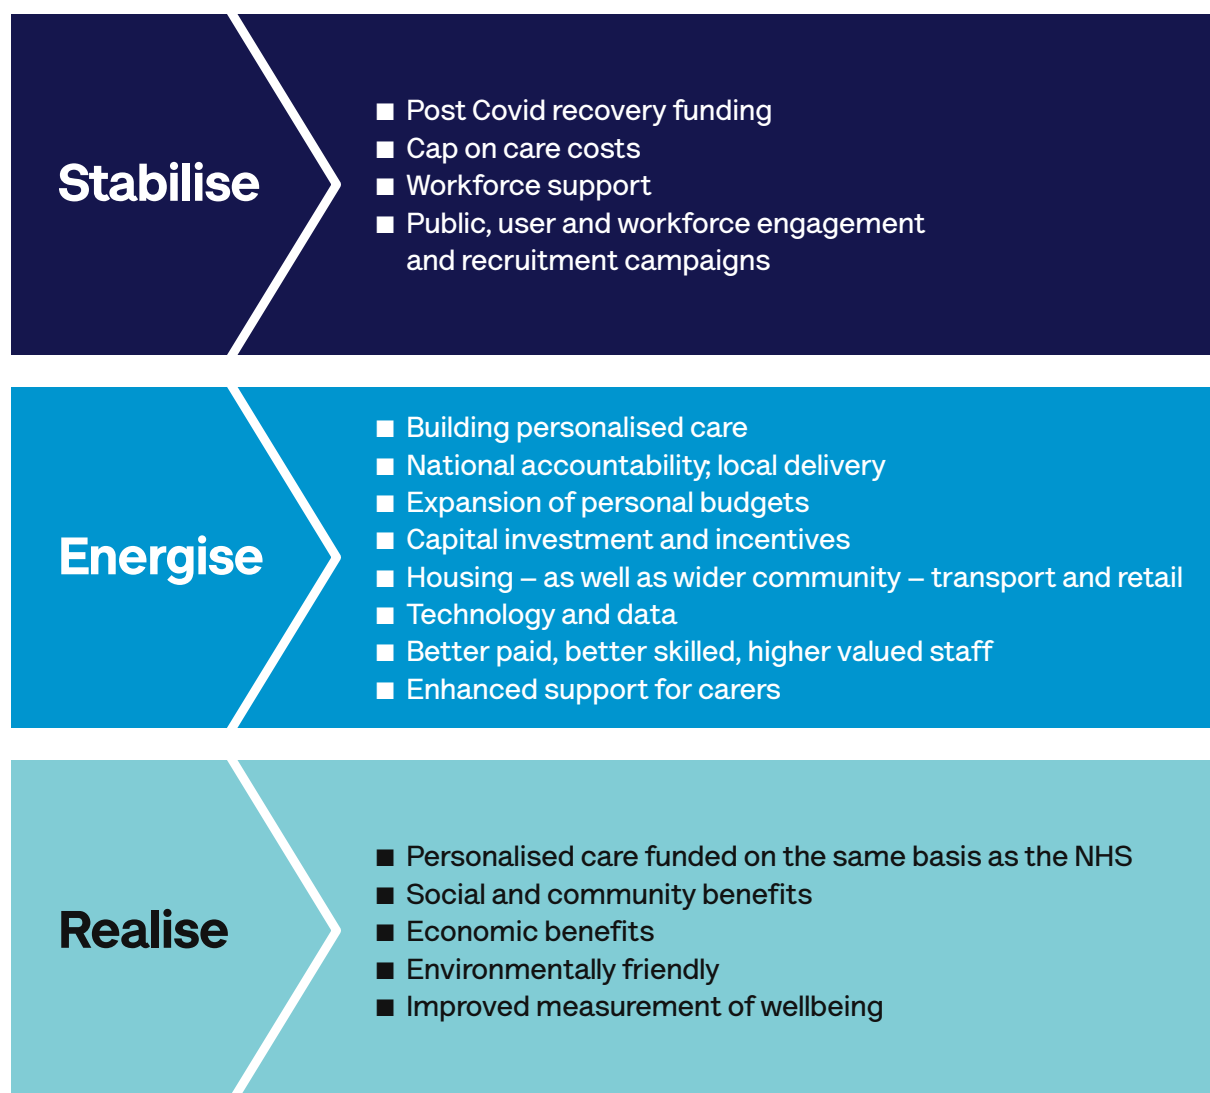 Stabilise
■ Post Covid recovery funding
■ Cap on care costs
■ Workforce support
■ Public, user and workforce engagement
and recruitment campaigns
Energise
■ Building personalised care
■ National accountability; local delivery
■ Expansion of personal budgets
■ Capital investment and incentives
■ Housing – as well as wider community – transport and retail
■ Technology and data
■ Better paid, better skilled, higher valued staff
■ Enhanced support for carers
Realise
■ Personalised care funded on the same basis as the NHS
■ Social and community benefits
■ Economic benefits
■ Environmentally friendly
■ Improved measurement of wellbeing